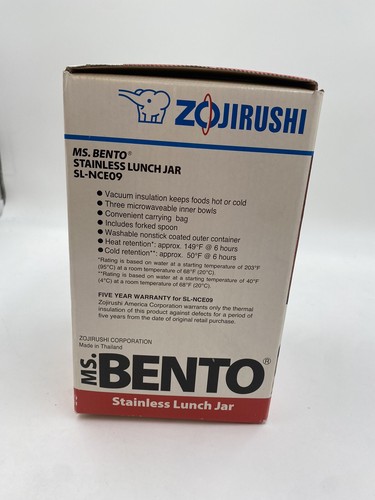 ZOJIRUSHI
MS. BENTO®
STAINLESS LUNCH JAR
SL-NCE09
● Vacuum insulation keeps foods hot or cold
● Three microwaveable inner bowls
● Convenient carrying bag
● Includes forked spoon
● Washable nonstick coated outer container
● Heat retention*: approx. 149°F @ 6 hours
● Cold retention**: approx. 50°F @ 6 hours
*Rating is based on water at a starting temperature of 203°F
(95°C) at a room temperature of 68°F (20°C).
**Rating is based on water at a starting temperature of 40°F
(4°C) at a room temperature of 68°F (20°C).
FIVE YEAR WARRANTY for SL-NCE09
Zojirushi America Corporation warrants only the thermal
insulation of this product against defects for a period of
five years from the date of original retail purchase.
ZOJIRUSHI CORPORATION
Made in Thailand
MS. BENTO®
Stainless Lunch Jar